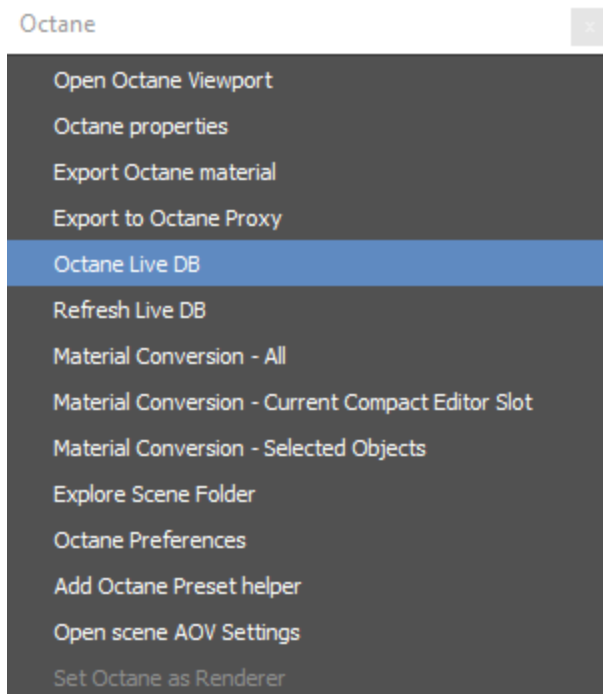 Octane
x
Open Octane Viewport
Octane properties
Export Octane material
Export to Octane Proxy
Octane Live DB
Refresh Live DB
Material Conversion - All
Material Conversion - Current Compact Editor Slot
Material Conversion - Selected Objects
Explore Scene Folder
Octane Preferences
Add Octane Preset helper
Open scene AOV Settings
Set Octane as Renderer